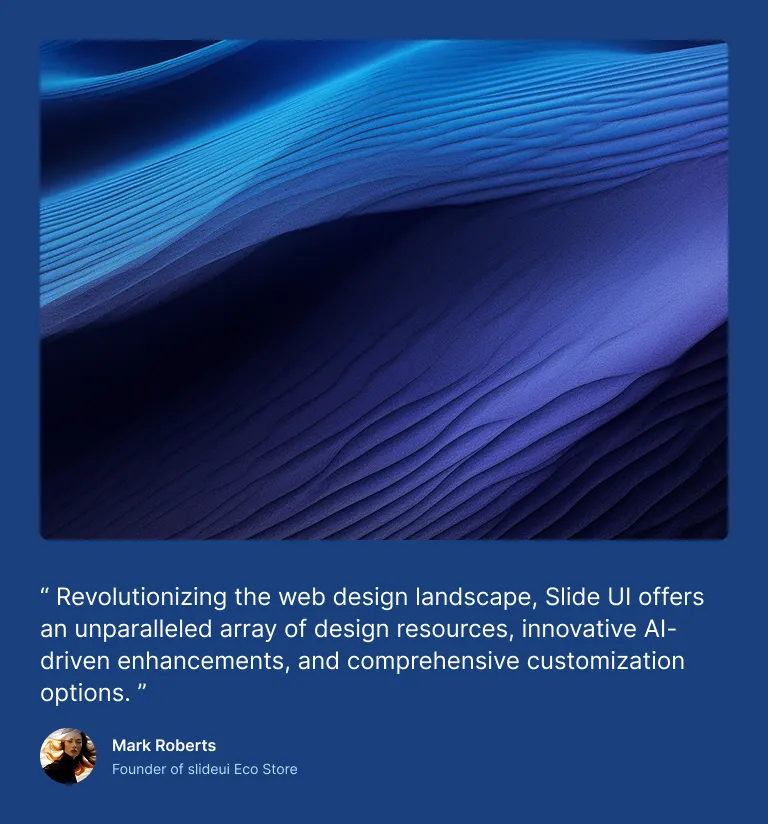 “ Revolutionizing the web design landscape, Slide UI offers
an unparalleled array of design resources, innovative AI-
driven enhancements, and comprehensive customization
options. ”
Mark Roberts
Founder of slideui Eco Store